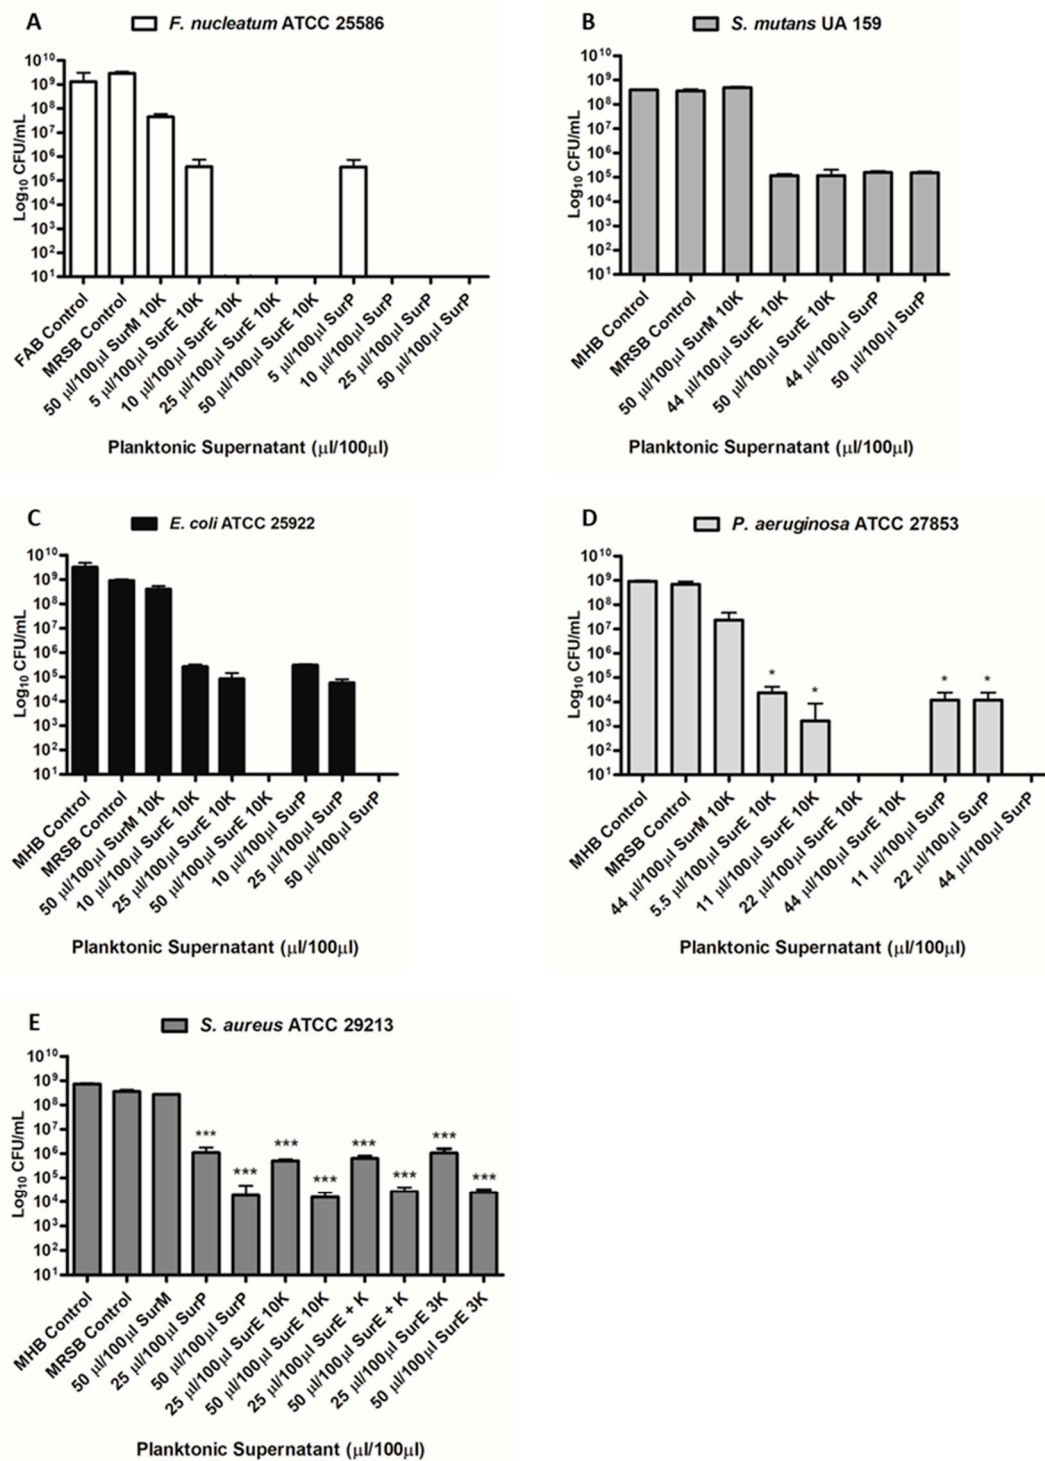 A
F. nucleatum ATCC 25586
Log10 CFU/mL
10^10
10^9
10^8
10^7
10^6
10^5
10^4
10^3
10^2
10^1
FAB Control
MRSB Control
50 µl/100µl SurM 10K
5 µl/100µl SurE 10K
10 µl/100µl SurE 10K
25 µl/100µl SurE 10K
50 µl/100µl SurE 10K
5 µl/100µl SurP
10 µl/100µl SurP
25 µl/100µl SurP
50 µl/100µl SurP
Planktonic Supernatant (µl/100µl)
B
S. mutans UA 159
Log10 CFU/mL
10^10
10^9
10^8
10^7
10^6
10^5
10^4
10^3
10^2
10^1
MHB Control
MRSB Control
50 µl/100µl SurM 10K
44 µl/100µl SurE 10K
50 µl/100µl SurE 10K
44 µl/100µl SurP
50 µl/100µl SurP
Planktonic Supernatant (µl/100µl)
C
E. coli ATCC 25922
Log10 CFU/mL
10^10
10^9
10^8
10^7
10^6
10^5
10^4
10^3
10^2
10^1
MHB Control
MRSB Control
50 µl/100µl SurM 10K
10 µl/100µl SurE 10K
25 µl/100µl SurE 10K
50 µl/100µl SurE 10K
10 µl/100µl SurP
25 µl/100µl SurP
50 µl/100µl SurP
Planktonic Supernatant (µl/100µl)
D
P. aeruginosa ATCC 27853
Log10 CFU/mL
10^10
10^9
10^8
10^7
10^6
10^5
10^4
10^3
10^2
10^1
* * * *
MHB Control
MRSB Control
44 µl/100µl SurM 10K
5.5 µl/100µl SurE 10K
11 µl/100µl SurE 10K
22 µl/100µl SurE 10K
44 µl/100µl SurE 10K
11 µl/100µl SurP
22 µl/100µl SurP
44 µl/100µl SurP
Planktonic Supernatant (µl/100µl)
E
S. aureus ATCC 29213
Log10 CFU/mL
10^10
10^9
10^8
10^7
10^6
10^5
10^4
10^3
10^2
10^1
*** *** *** *** *** *** *** ***
MHB Control
MRSB Control
50 µl/100µl SurM
25 µl/100µl SurP
50 µl/100µl SurP
25 µl/100µl SurE 10K
50 µl/100µl SurE 10K
25 µl/100µl SurE + K
50 µl/100µl SurE + K
25 µl/100µl SurE 3K
50 µl/100µl SurE 3K
Planktonic Supernatant (µl/100µl)